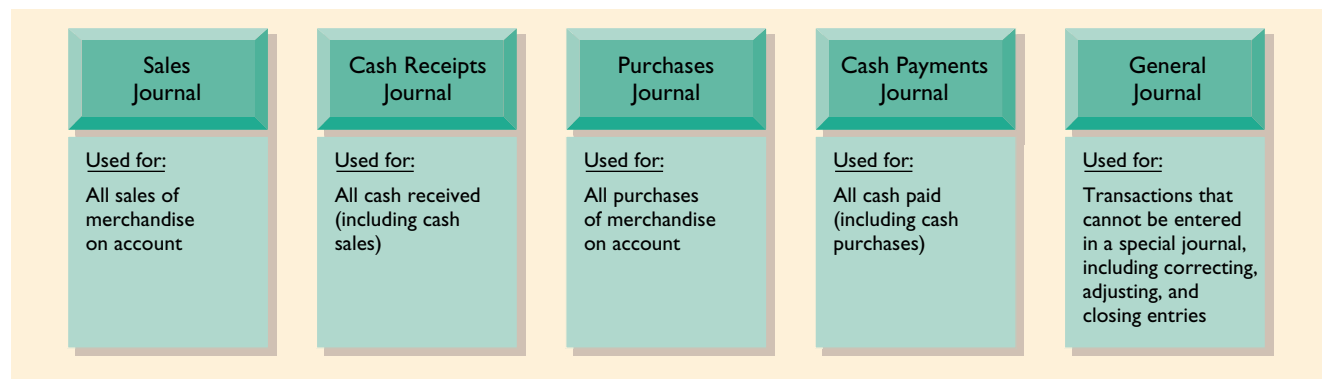 Sales
Journal
Used for:
All sales of
merchandise
on account
Cash Receipts
Journal
Used for:
All cash received
(including cash
sales)
Purchases
Journal
Used for:
All purchases
of merchandise
on account
Cash Payments
Journal
Used for:
All cash paid
(including cash
purchases)
General
Journal
Used for:
Transactions that
cannot be entered
in a special journal,
including correcting,
adjusting, and
closing entries